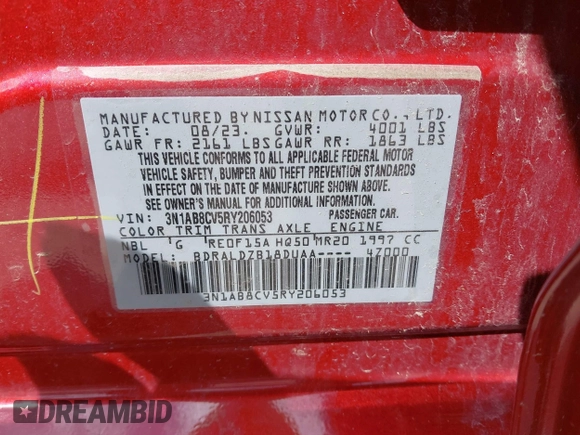 MANUFACTURED BY NISSAN MOTOR CO., LTD.
DATE: 08/23. GVWR: 4001 LBS
GAWR FR: 2161 LBS GAWR RR: 1863 LBS
THIS VEHICLE CONFORMS TO ALL APPLICABLE FEDERAL MOTOR
VEHICLE SAFETY, BUMPER AND THEFT PREVENTION STANDARDS
IN EFFECT ON THE DATE OF MANUFACTURE SHOWN ABOVE.
SEE OWNER'S MANUAL FOR ADDITIONAL INFORMATION.
VIN: 3N1AB8CV5RY206053 PASSENGER CAR.
COLOR TRIM TRANS AXLE ENGINE
NBL G RE0F15A HQ50 MR20 1997 CC
MODEL: BDRALDZB18DUAA---- 47000
3N1AB8CV5RY206053
DREAMBID